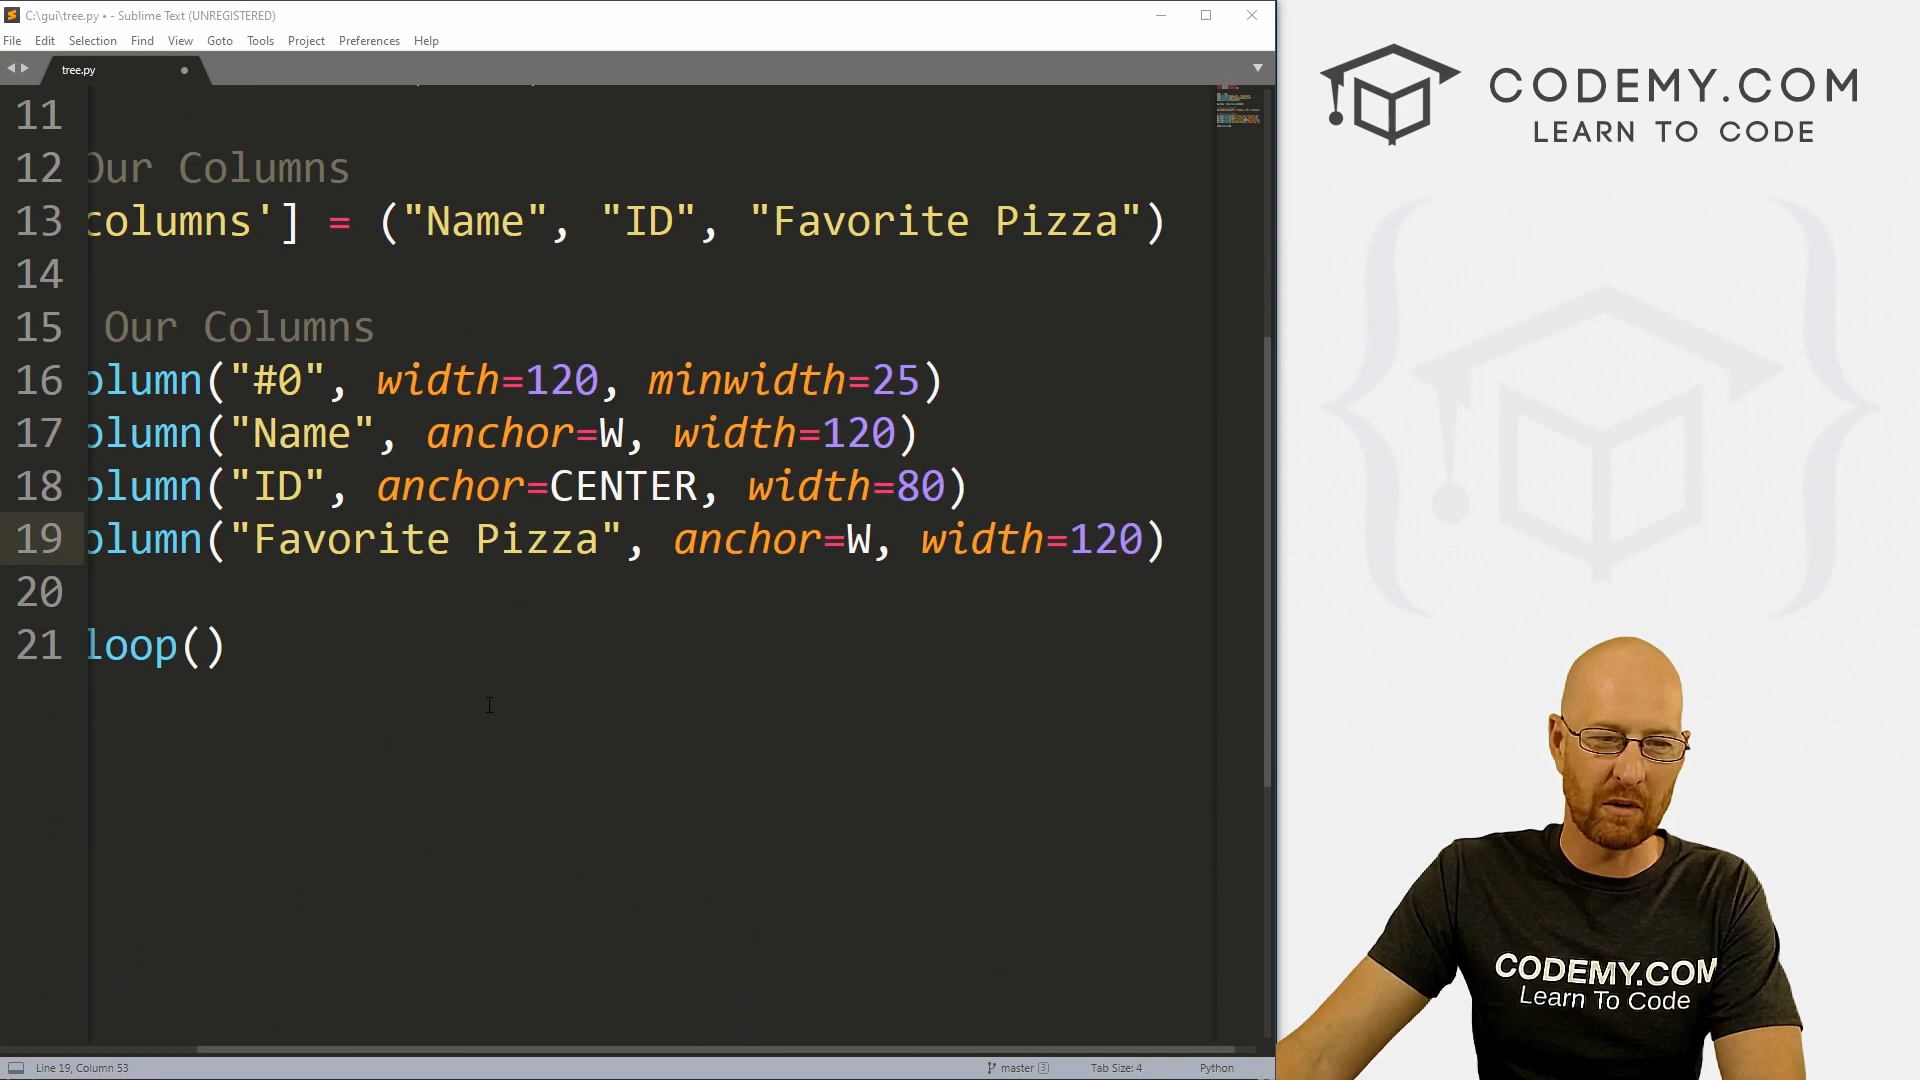 C:\gui\tree.py • - Sublime Text (UNREGISTERED)
File Edit Selection Find View Goto Tools Project Preferences Help
tree.py
11
12 Our Columns
13 columns'] = ("Name", "ID", "Favorite Pizza")
14
15 Our Columns
16 olumn("#0", width=120, minwidth=25)
17 olumn("Name", anchor=W, width=120)
18 olumn("ID", anchor=CENTER, width=80)
19 olumn("Favorite Pizza", anchor=W, width=120)
20
21 loop()
Line 19, Column 53
master 3
Tab Size: 4
Python
CODEMY.COM
LEARN TO CODE
CODEMY.COM
Learn To Code